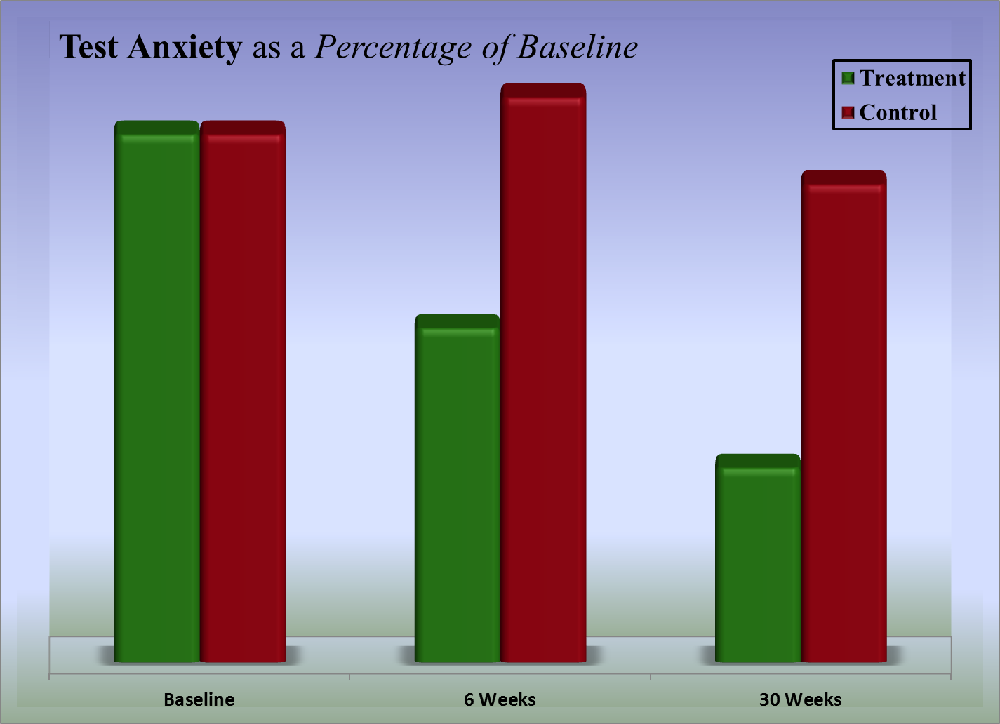 Test Anxiety as a Percentage of Baseline
Treatment
Control
Baseline
6 Weeks
30 Weeks